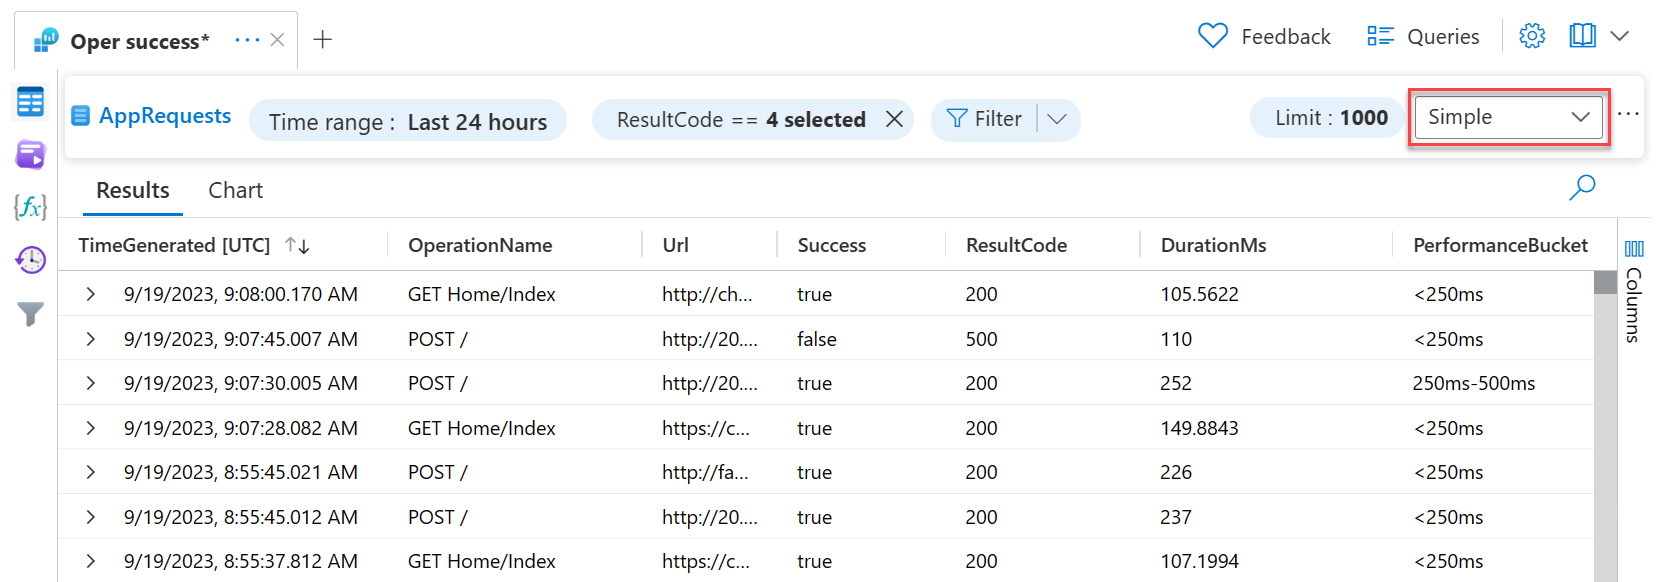 Oper success* ··· Feedback Queries
AppRequests Time range : Last 24 hours ResultCode == 4 selected Filter Limit : 1000 Simple ...
Results Chart
TimeGenerated [UTC] OperationName Url Success ResultCode DurationMs PerformanceBucket
9/19/2023, 9:08:00.170 AM GET Home/Index http://ch... true 200 105.5622 <250ms
9/19/2023, 9:07:45.007 AM POST / http://20.... false 500 110 <250ms
9/19/2023, 9:07:30.005 AM POST / http://20.... true 200 252 250ms-500ms
9/19/2023, 9:07:28.082 AM GET Home/Index https://c... true 200 149.8843 <250ms
9/19/2023, 8:55:45.021 AM POST / http://fa... true 200 226 <250ms
9/19/2023, 8:55:45.012 AM POST / http://20.... true 200 237 <250ms
9/19/2023, 8:55:37.812 AM GET Home/Index https://c... true 200 107.1994 <250ms
Columns